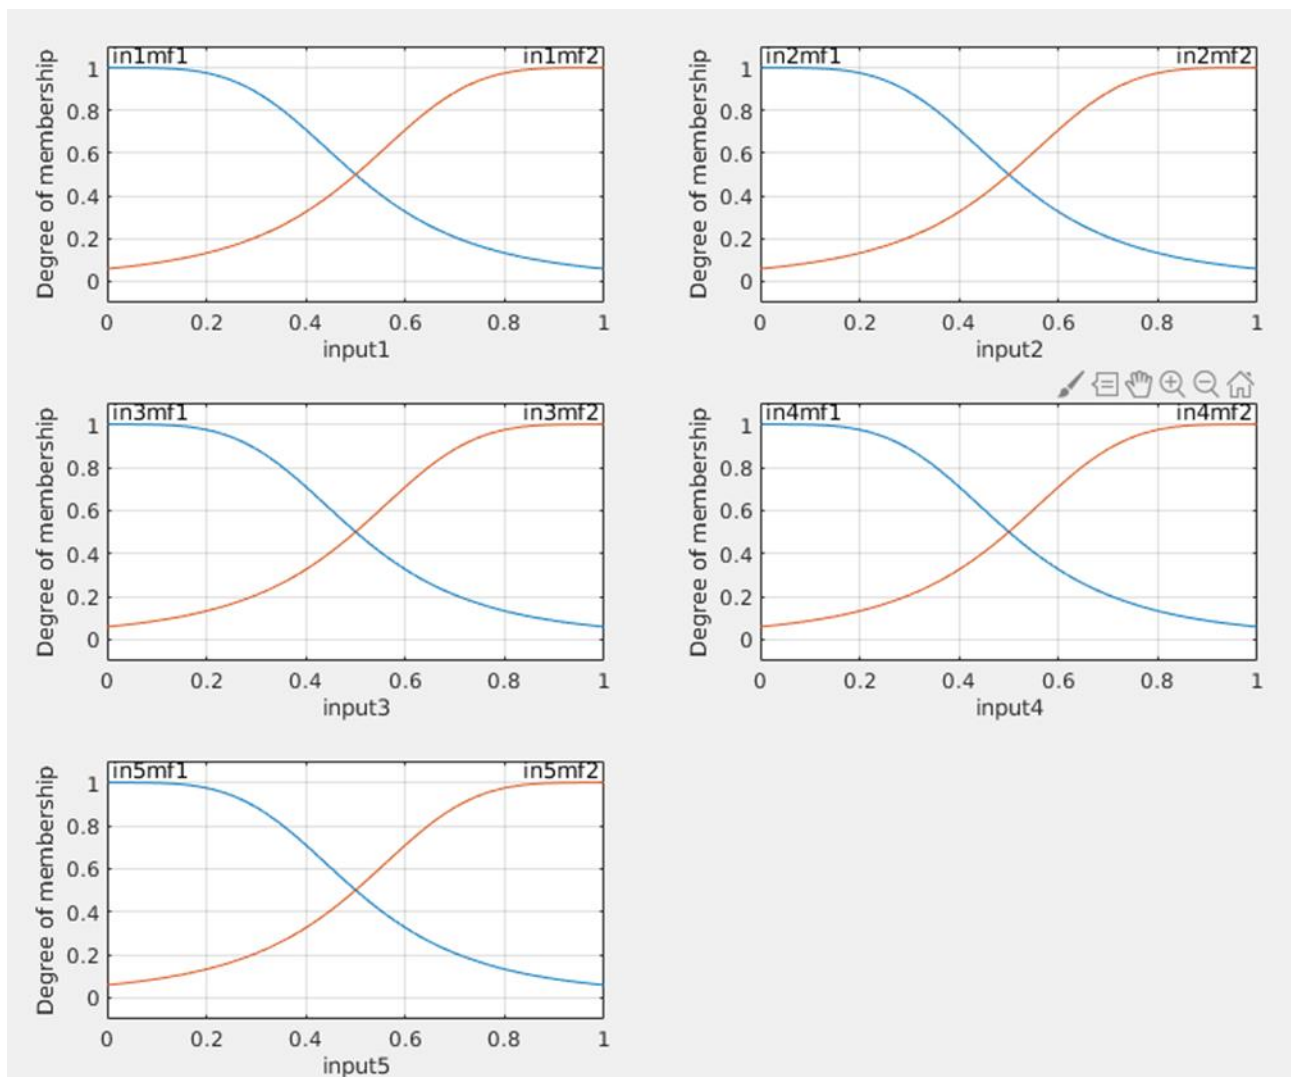 in1mf1 in1mf2
Degree of membership
1
0.8
0.6
0.4
0.2
0
0 0.2 0.4 0.6 0.8 1
input1
in2mf1 in2mf2
Degree of membership
1
0.8
0.6
0.4
0.2
0
0 0.2 0.4 0.6 0.8 1
input2
in3mf1 in3mf2
Degree of membership
1
0.8
0.6
0.4
0.2
0
0 0.2 0.4 0.6 0.8 1
input3
in4mf1 in4mf2
Degree of membership
1
0.8
0.6
0.4
0.2
0
0 0.2 0.4 0.6 0.8 1
input4
in5mf1 in5mf2
Degree of membership
1
0.8
0.6
0.4
0.2
0
0 0.2 0.4 0.6 0.8 1
input5